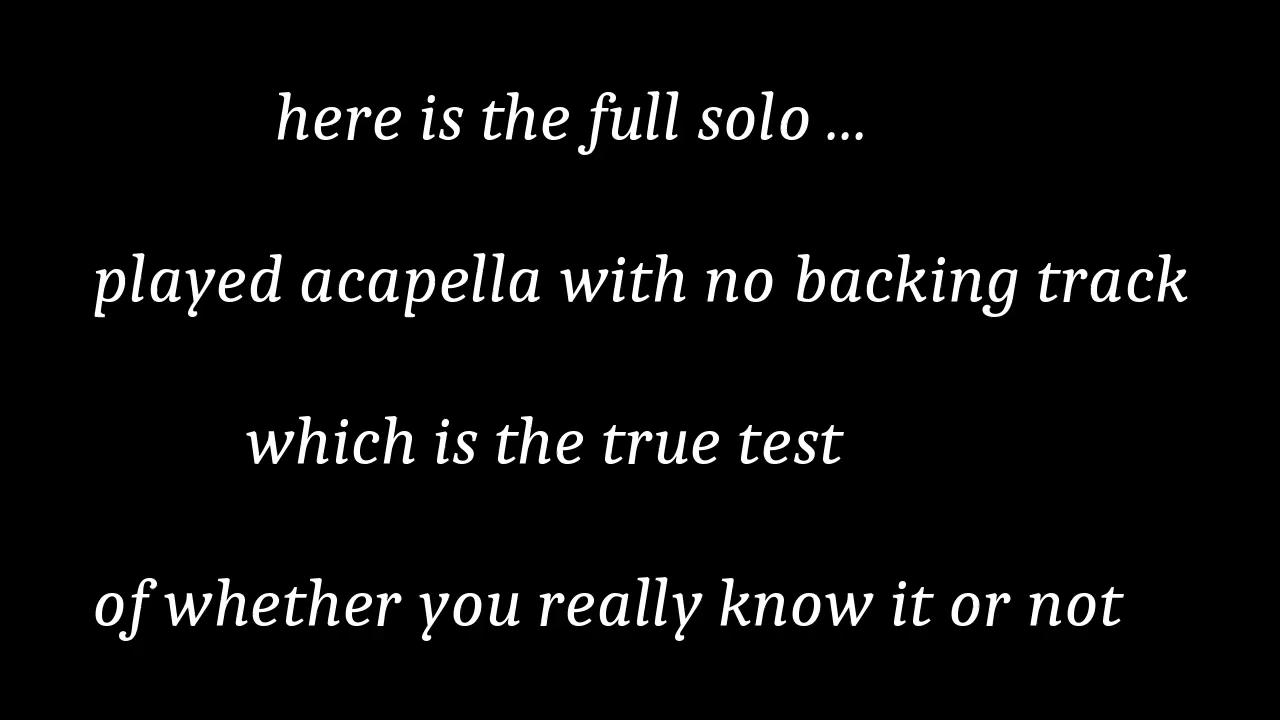 here is the full solo ...
played acapella with no backing track
which is the true test
of whether you really know it or not